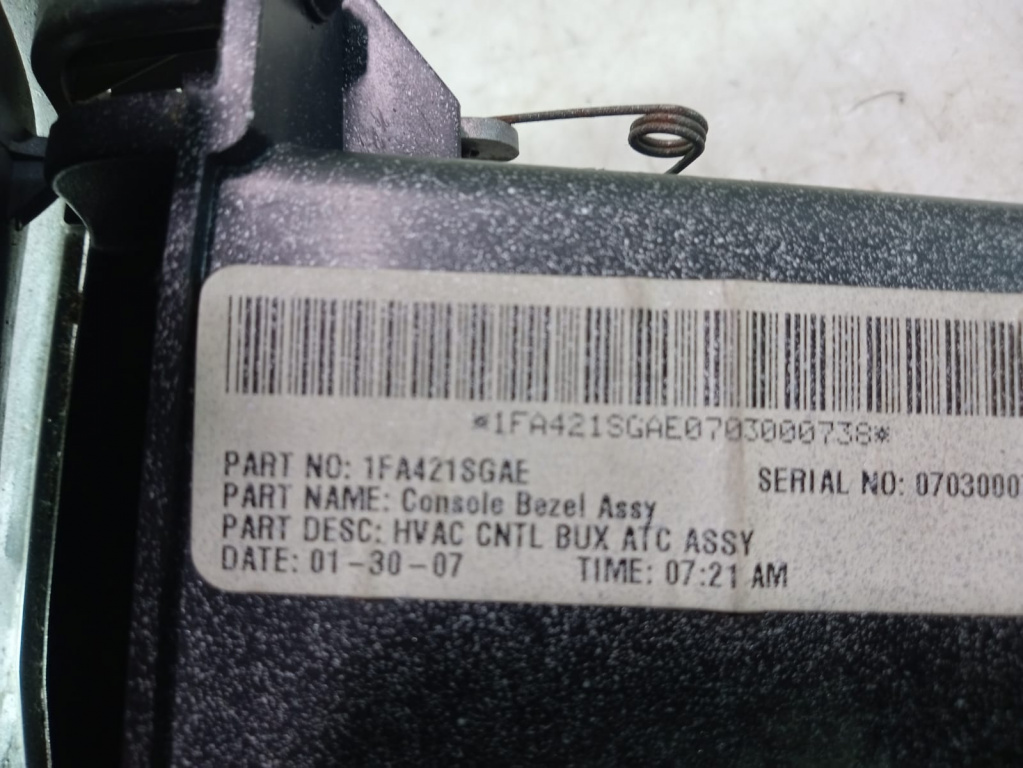 *1FA421SGAE0703000738*
PART NO: 1FA421SGAE SERIAL NO: 0703000
PART NAME: Console Bezel Assy
PART DESC: HVAC CNTL BUX ATC ASSY
DATE: 01-30-07 TIME: 07:21 AM